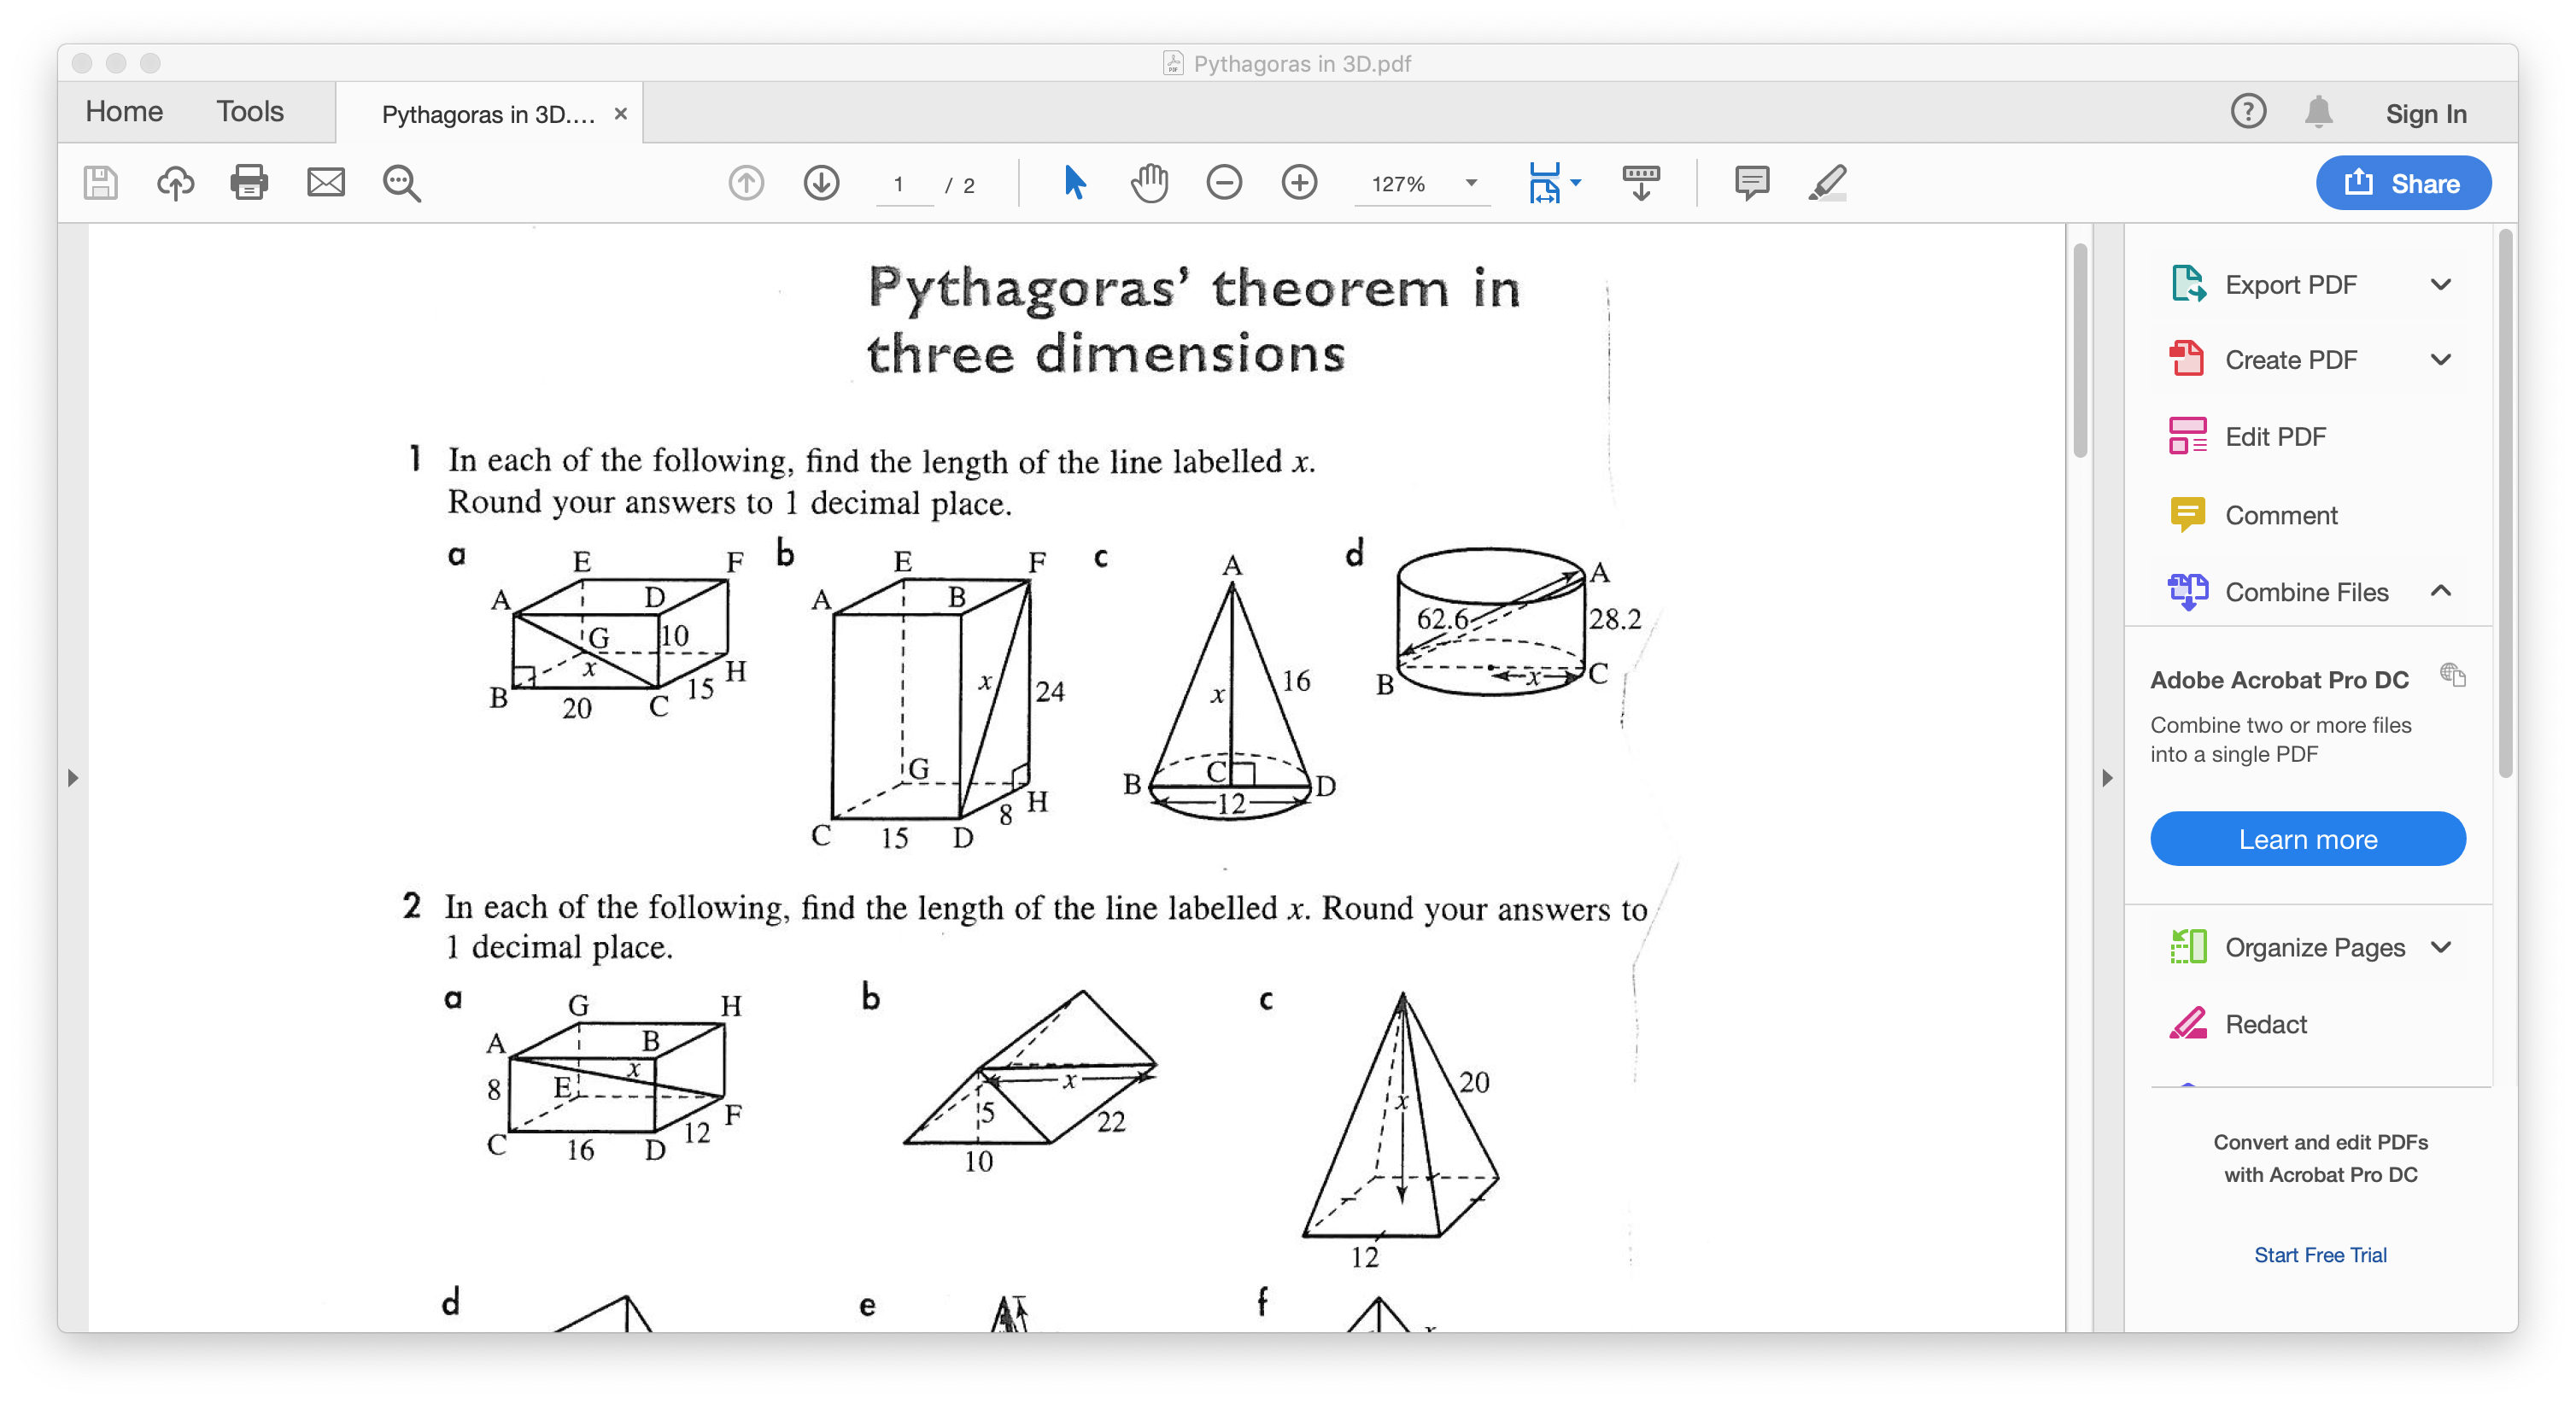 Pythagoras in 3D.pdf
Home Tools Pythagoras in 3D.... × Sign In
1 / 2 127% Share
Pythagoras' theorem in
three dimensions
1 In each of the following, find the length of the line labelled x.
Round your answers to 1 decimal place.
a E F A D G 10 x H B 20 C 15
b E F A B x 24 G H C 15 D 8
c A x 16 B C D 12
d A 62.6 28.2 B x C
2 In each of the following, find the length of the line labelled x. Round your answers to
1 decimal place.
a G H A B x 8 E F C 16 D 12
b x 5 22 10
c 20 x 12
d e f x
Export PDF
Create PDF
Edit PDF
Comment
Combine Files
Adobe Acrobat Pro DC
Combine two or more files
into a single PDF
Learn more
Organize Pages
Redact
Convert and edit PDFs
with Acrobat Pro DC
Start Free Trial